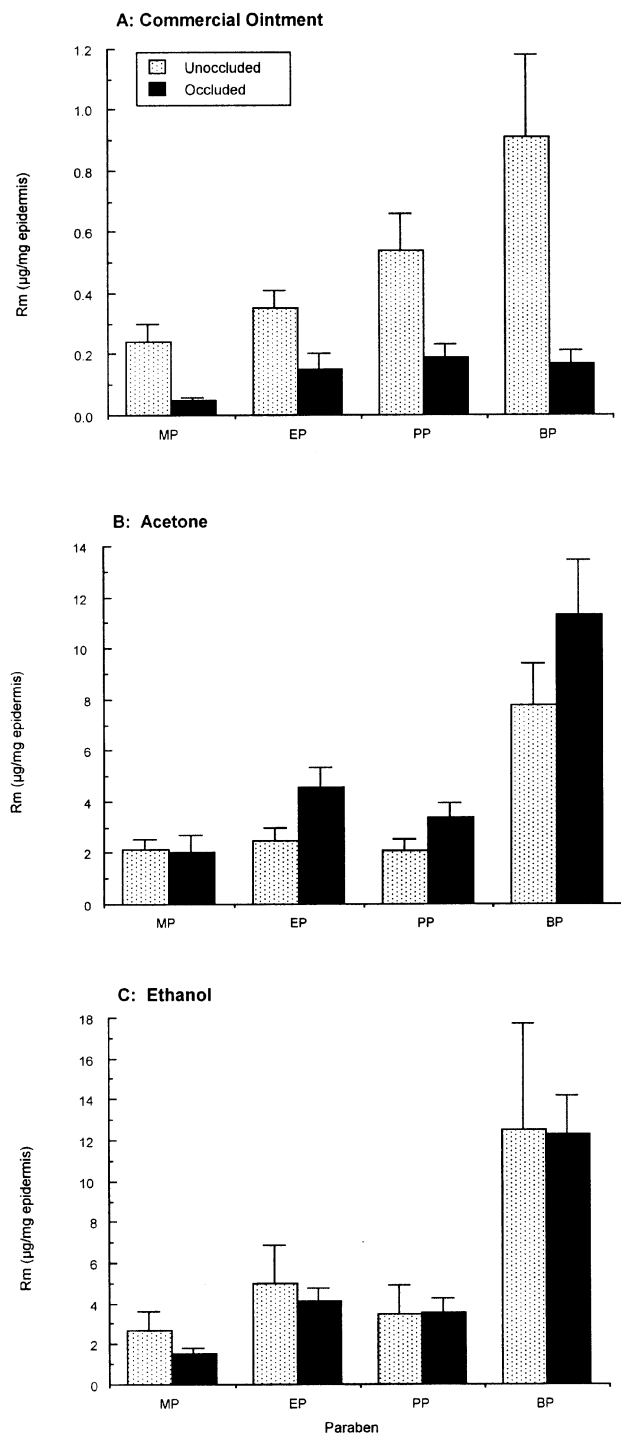 A: Commercial Ointment
Unoccluded
Occluded
Rm (µg/mg epidermis)
1.2
1.0
0.8
0.6
0.4
0.2
0.0
MP EP PP BP
B: Acetone
Rm (µg/mg epidermis)
14
12
10
8
6
4
2
0
MP EP PP BP
C: Ethanol
Rm (µg/mg epidermis)
18
16
14
12
10
8
6
4
2
0
MP EP PP BP
Paraben